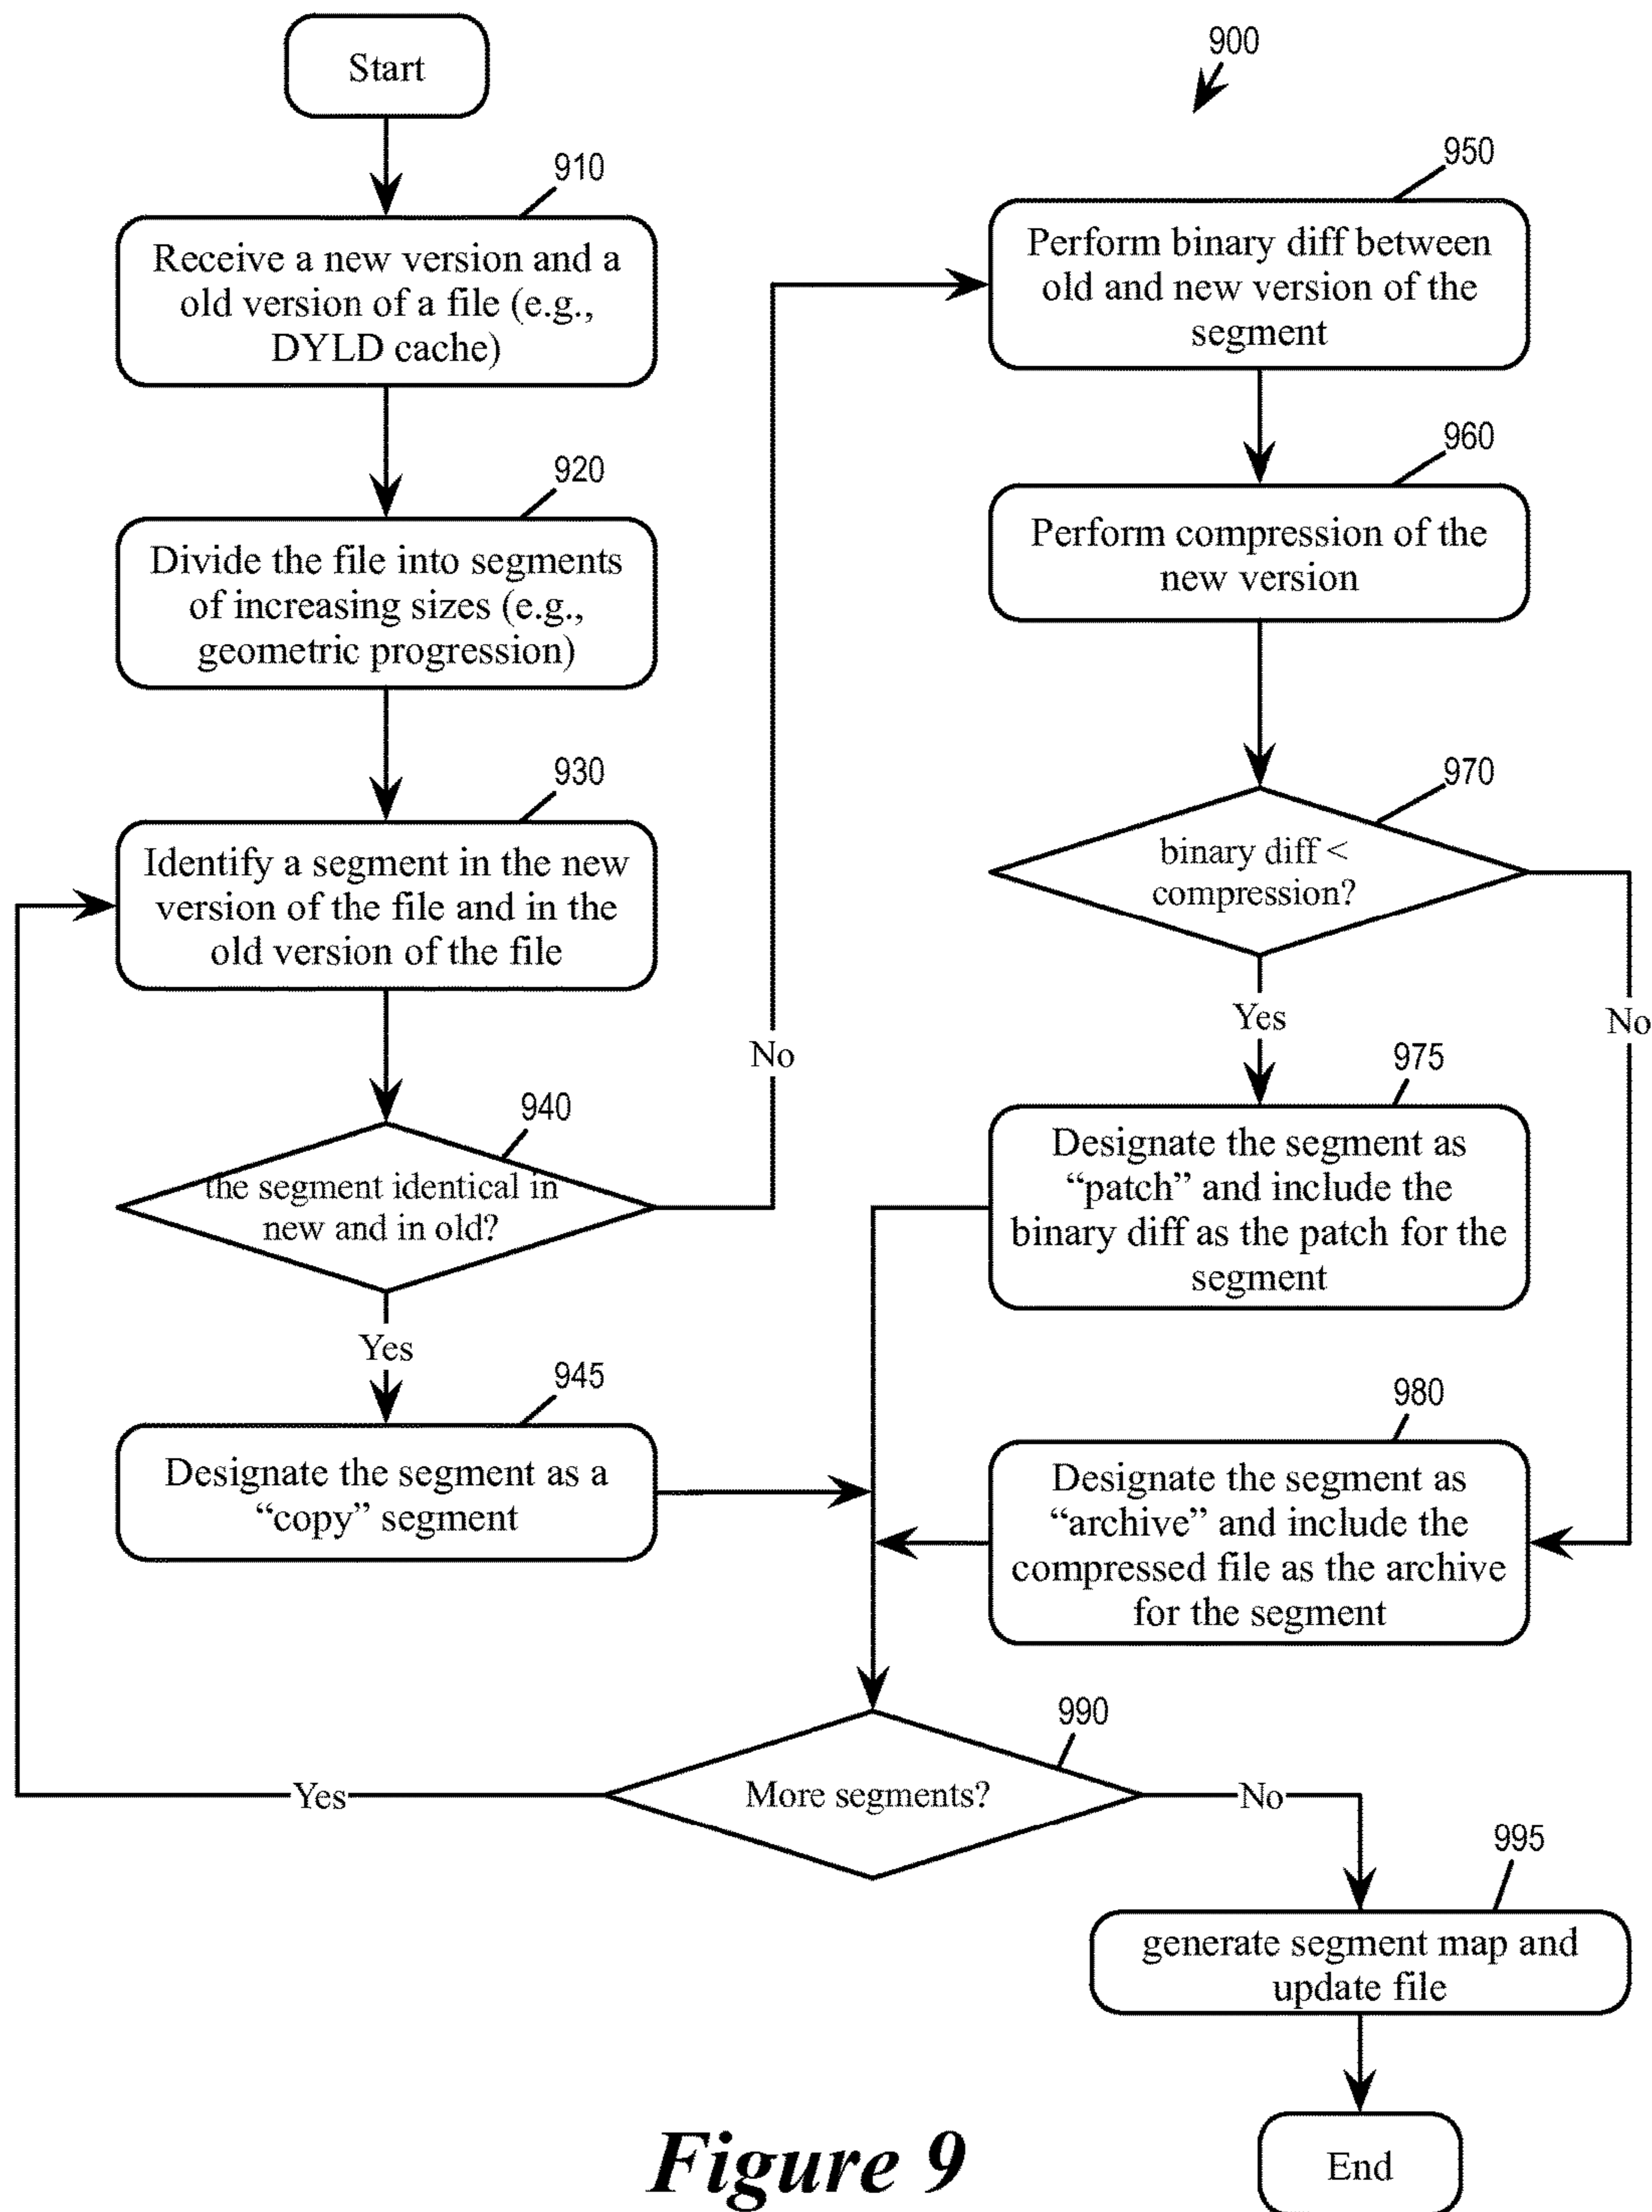 Start
900
910
Receive a new version and a
old version of a file (e.g.,
DYLD cache)
920
Divide the file into segments
of increasing sizes (e.g.,
geometric progression)
930
Identify a segment in the new
version of the file and in the
old version of the file
940
the segment identical in
new and in old?
No
Yes
945
Designate the segment as a
“copy” segment
950
Perform binary diff between
old and new version of the
segment
960
Perform compression of the
new version
970
binary diff <
compression?
Yes
No
975
Designate the segment as
“patch” and include the
binary diff as the patch for the
segment
980
Designate the segment as
“archive” and include the
compressed file as the archive
for the segment
990
More segments?
Yes
No
995
generate segment map and
update file
End
Figure 9